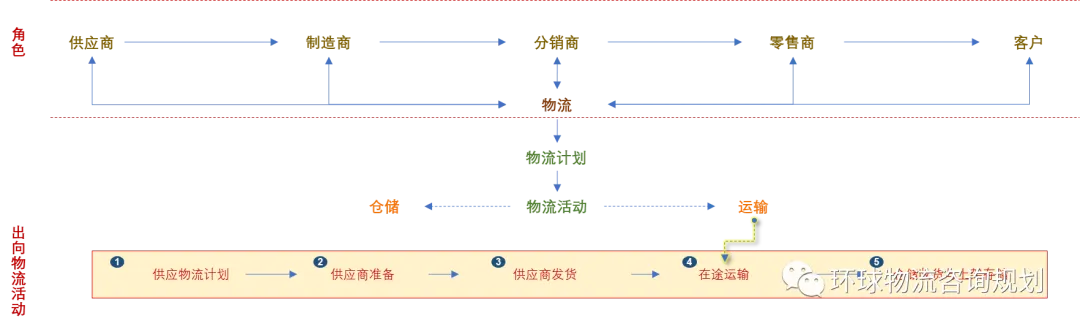 角色
供应商
制造商
分销商
零售商
客户
物流
物流计划
仓储
物流活动
运输
出向物流活动
1
供应物流计划
2
供应商准备
3
供应商发货
4
在途运输
5
环球物流咨询规划